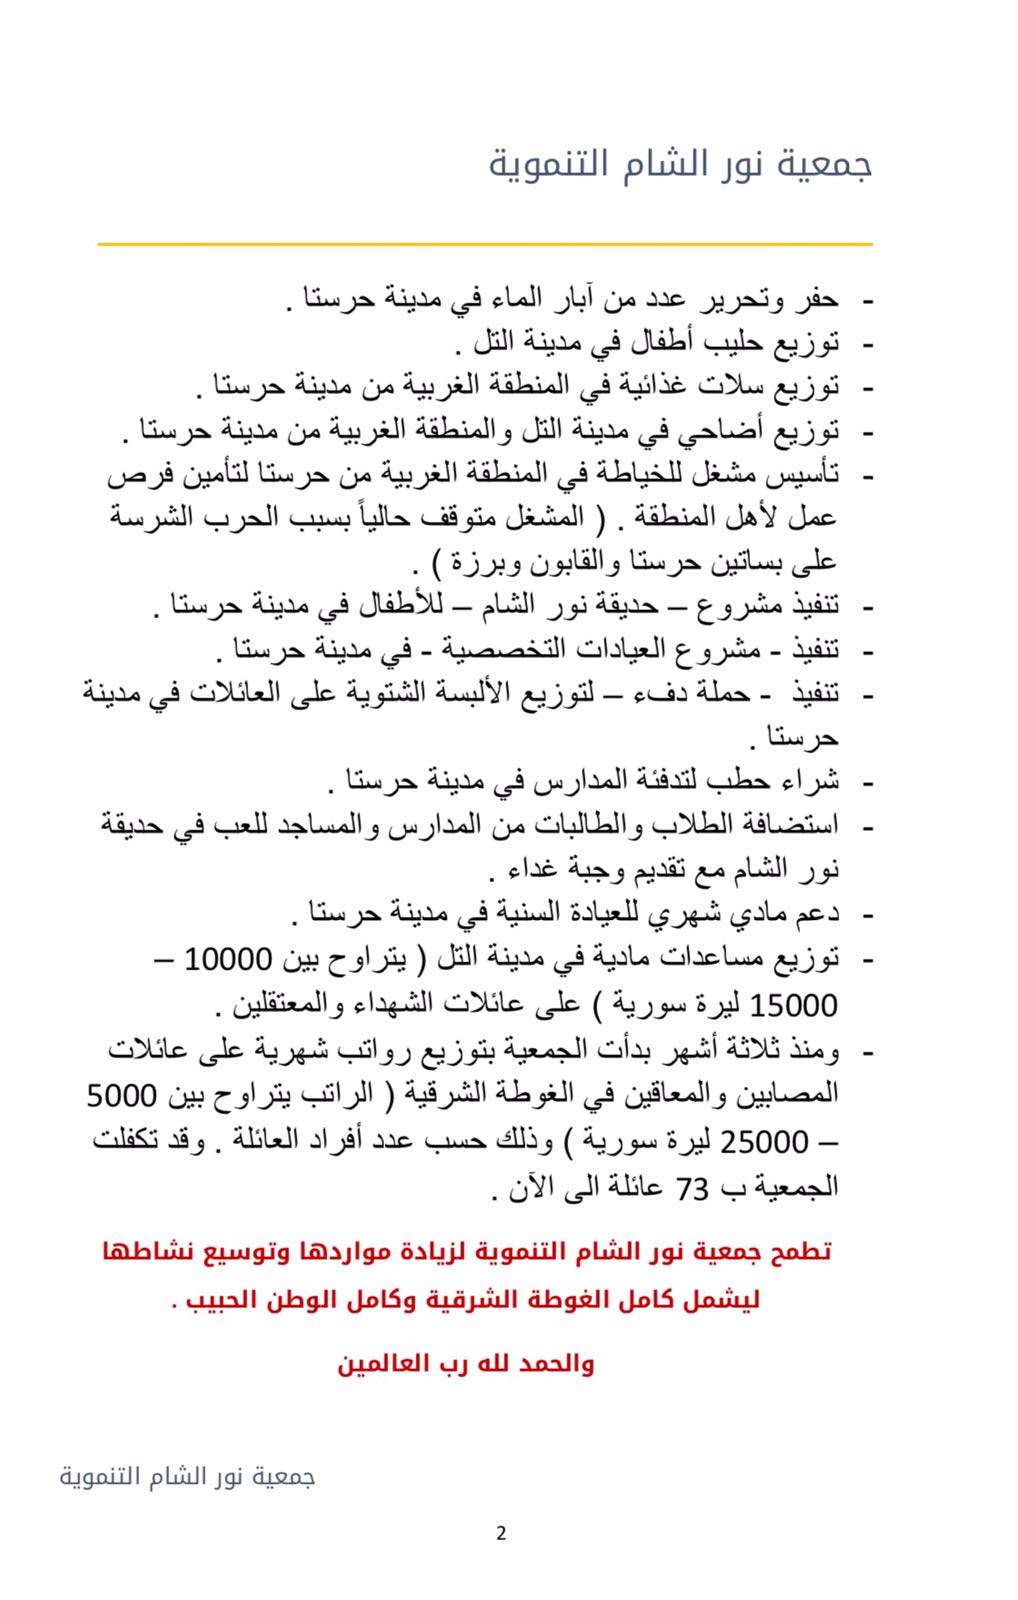 جمعية نور الشام التنموية
- حفر وتحرير عدد من آبار الماء في مدينة حرستا .
- توزيع حليب أطفال في مدينة التل .
- توزيع سلات غذائية في المنطقة الغربية من مدينة حرستا .
- توزيع أضاحي في مدينة التل والمنطقة الغربية من مدينة حرستا .
- تأسيس مشغل للخياطة في المنطقة الغربية من حرستا لتأمين فرص
عمل لأهل المنطقة . ( المشغل متوقف حالياً بسبب الحرب الشرسة
على بساتين حرستا والقابون وبرزة ) .
- تنفيذ مشروع – حديقة نور الشام – للأطفال في مدينة حرستا .
- تنفيذ - مشروع العيادات التخصصية - في مدينة حرستا .
- تنفيذ - حملة دفء – لتوزيع الألبسة الشتوية على العائلات في مدينة
حرستا .
- شراء حطب لتدفئة المدارس في مدينة حرستا .
- استضافة الطلاب والطالبات من المدارس والمساجد للعب في حديقة
نور الشام مع تقديم وجبة غداء .
- دعم مادي شهري للعيادة السنية في مدينة حرستا .
- توزيع مساعدات مادية في مدينة التل ( يتراوح بين 10000 –
15000 ليرة سورية ) على عائلات الشهداء والمعتقلين .
- ومنذ ثلاثة أشهر بدأت الجمعية بتوزيع رواتب شهرية على عائلات
المصابين والمعاقين في الغوطة الشرقية ( الراتب يتراوح بين 5000
– 25000 ليرة سورية ) وذلك حسب عدد أفراد العائلة . وقد تكفلت
الجمعية ب 73 عائلة الى الآن .
تطمح جمعية نور الشام التنموية لزيادة مواردها وتوسيع نشاطها
ليشمل كامل الغوطة الشرقية وكامل الوطن الحبيب .
والحمد لله رب العالمين
جمعية نور الشام التنموية
2